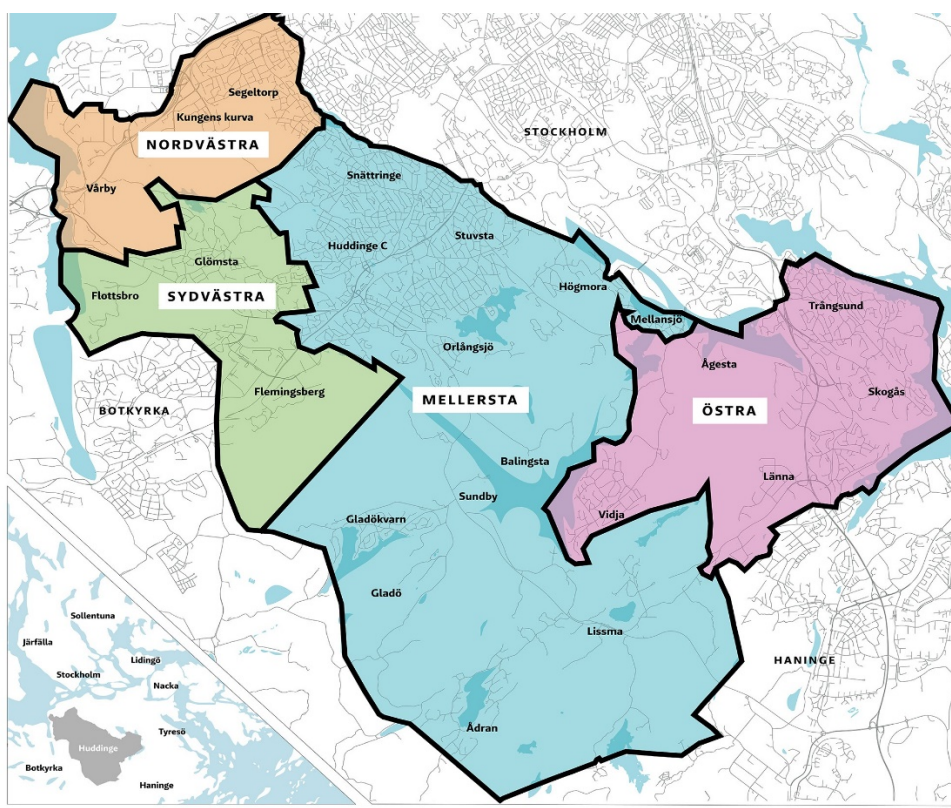 Segeltorp
Kungens kurva
NORDVÄSTRA
STOCKHOLM
Snättringe
Vårby
Stuvsta
Huddinge C
Glömsta
Högmora
Flottsbro
SYDVÄSTRA
Trångsund
Mellansjö
Orlångsjö
Ågesta
Flemingsberg
Skogås
MELLERSTA
ÖSTRA
BOTKYRKA
Balingsta
Länna
Sundby
Vidja
Gladökvarn
Gladö
Lissma
HANINGE
Ådran
Sollentuna
Järfälla
Lidingö
Stockholm
Nacka
Tyresö
Huddinge
Botkyrka
Haninge